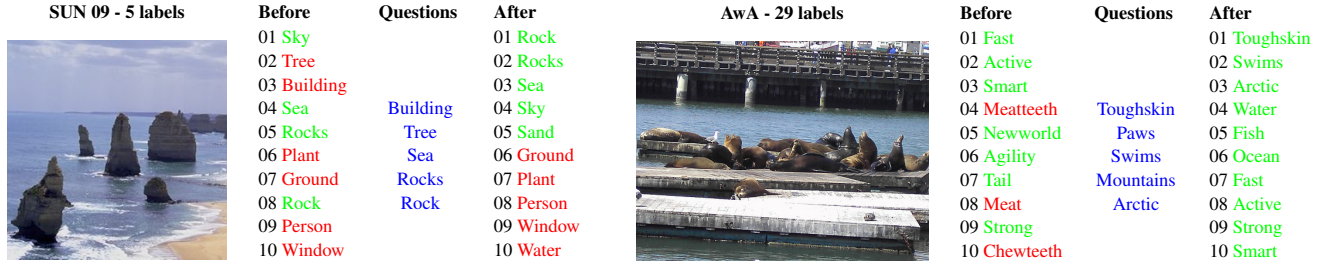 SUN 09 - 5 labels
Before Questions After
01 Sky 01 Rock
02 Tree 02 Rocks
03 Building 03 Sea
04 Sea Building 04 Sky
05 Rocks Tree 05 Sand
06 Plant Sea 06 Ground
07 Ground Rocks 07 Plant
08 Rock Rock 08 Person
09 Person 09 Window
10 Window 10 Water
AwA - 29 labels
Before Questions After
01 Fast 01 Toughskin
02 Active 02 Swims
03 Smart 03 Arctic
04 Meatteeth Toughskin 04 Water
05 Newworld Paws 05 Fish
06 Agility Swims 06 Ocean
07 Tail Mountains 07 Fast
08 Meat Arctic 08 Active
09 Strong 09 Strong
10 Chewteeth 10 Smart